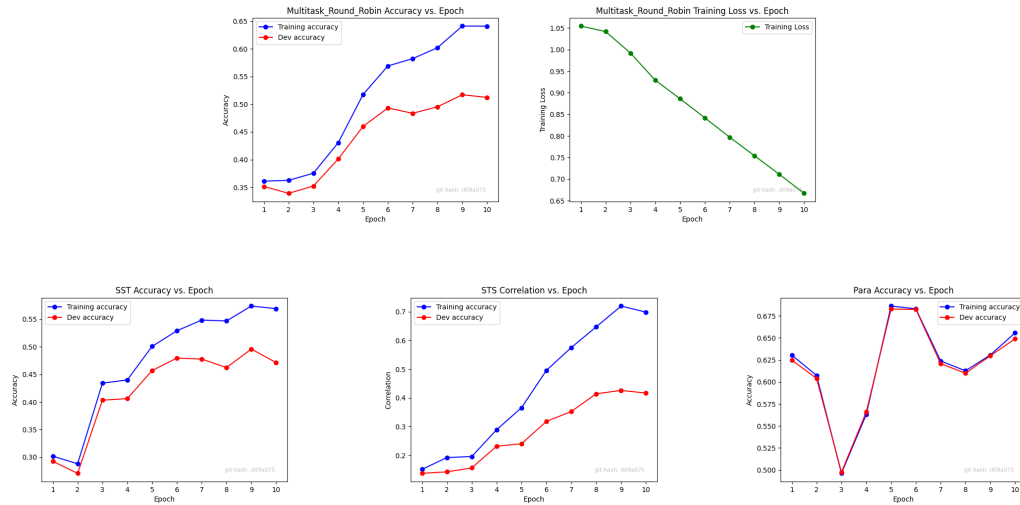 Multitask_Round_Robin Accuracy vs. Epoch
Training accuracy
Dev accuracy
Accuracy
0.65
0.60
0.55
0.50
0.45
0.40
0.35
1 2 3 4 5 6 7 8 9 10
Epoch
git hash: d09a075
Multitask_Round_Robin Training Loss vs. Epoch
Training Loss
Training Loss
1.05
1.00
0.95
0.90
0.85
0.80
0.75
0.70
0.65
1 2 3 4 5 6 7 8 9 10
Epoch
git hash: d09a075
SST Accuracy vs. Epoch
Training accuracy
Dev accuracy
Accuracy
0.55
0.50
0.45
0.40
0.35
0.30
1 2 3 4 5 6 7 8 9 10
Epoch
git hash: d09a075
STS Correlation vs. Epoch
Training accuracy
Dev accuracy
Correlation
0.7
0.6
0.5
0.4
0.3
0.2
1 2 3 4 5 6 7 8 9 10
Epoch
git hash: d09a075
Para Accuracy vs. Epoch
Training accuracy
Dev accuracy
Accuracy
0.675
0.650
0.625
0.600
0.575
0.550
0.525
0.500
1 2 3 4 5 6 7 8 9 10
Epoch
git hash: d09a075